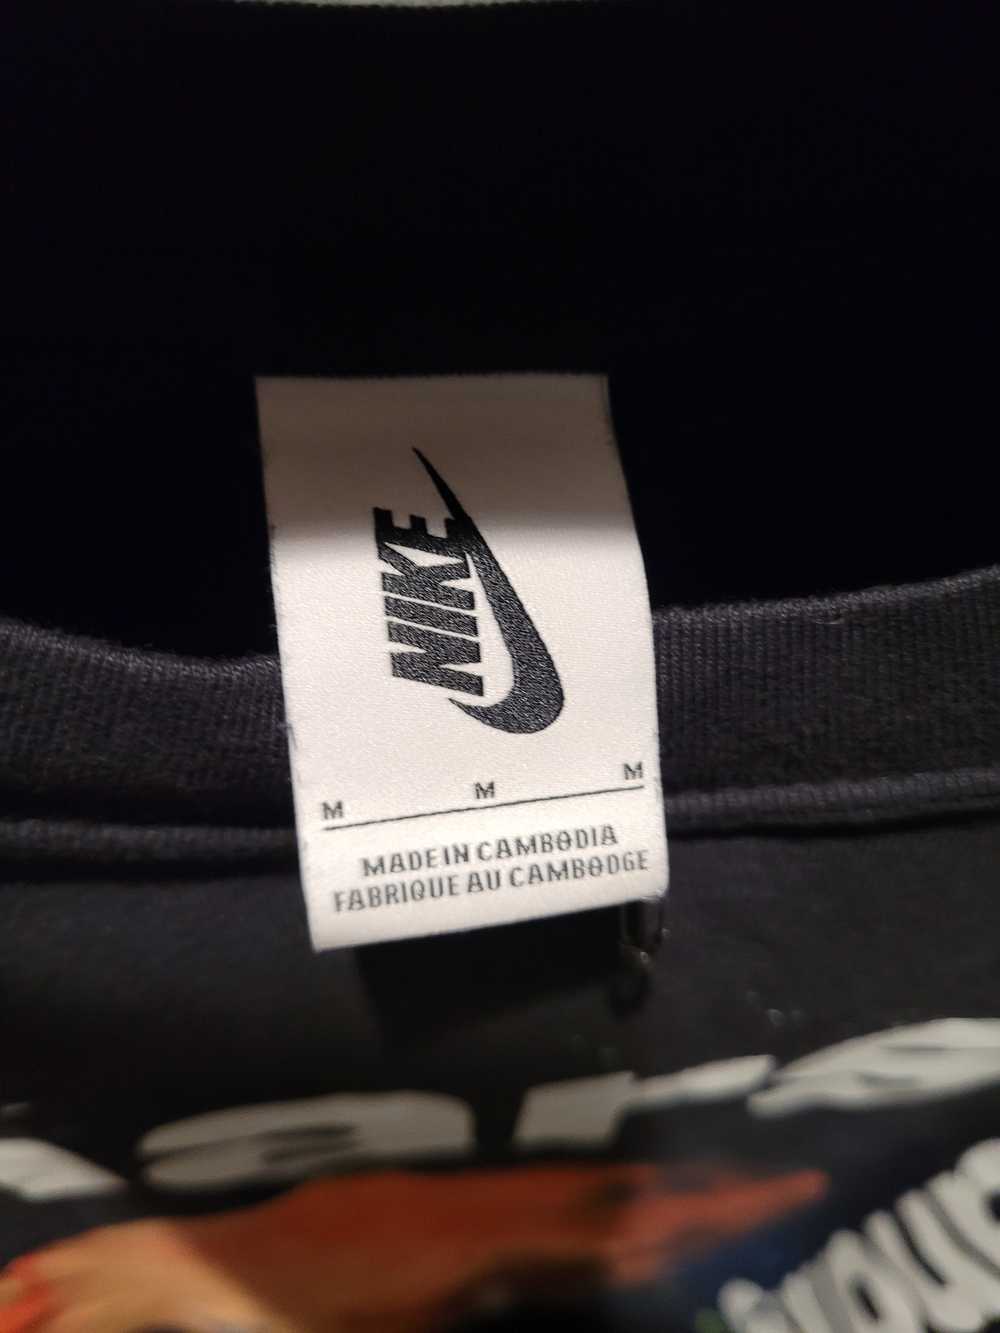 NIKE
M M M
MADE IN CAMBODIA
FABRIQUE AU CAMBODGE